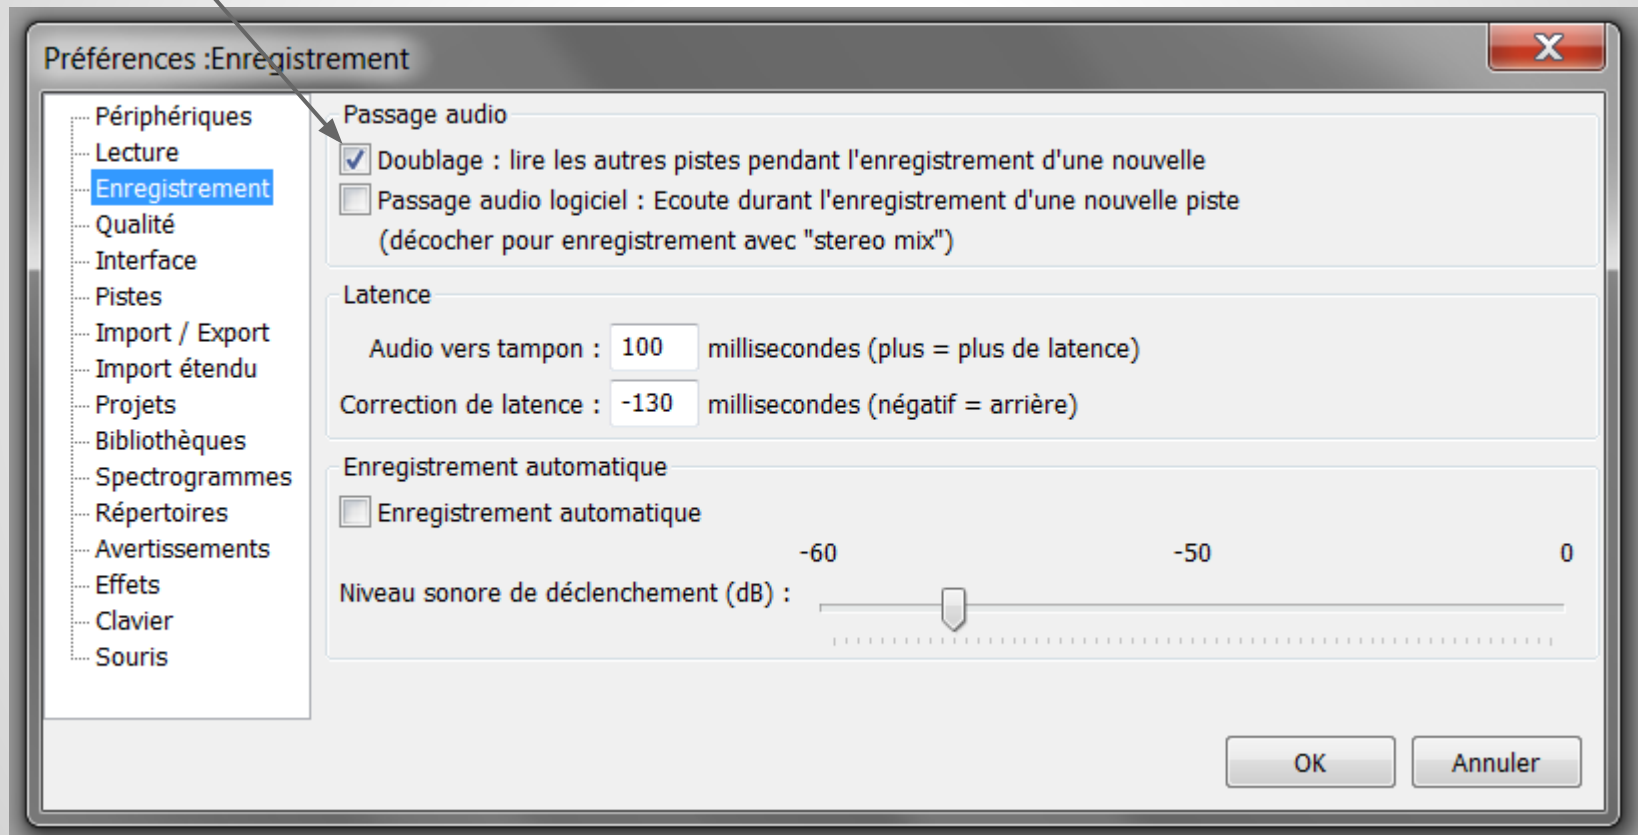 Préférences :Enregistrement
Périphériques
Lecture
Enregistrement
Qualité
Interface
Pistes
Import / Export
Import étendu
Projets
Bibliothèques
Spectrogrammes
Répertoires
Avertissements
Effets
Clavier
Souris
Passage audio
Doublage : lire les autres pistes pendant l'enregistrement d'une nouvelle
Passage audio logiciel : Ecoute durant l'enregistrement d'une nouvelle piste
(décocher pour enregistrement avec "stereo mix")
Latence
Audio vers tampon : 100 millisecondes (plus = plus de latence)
Correction de latence : -130 millisecondes (négatif = arrière)
Enregistrement automatique
Enregistrement automatique
-60 -50 0
Niveau sonore de déclenchement (dB) :
OK Annuler